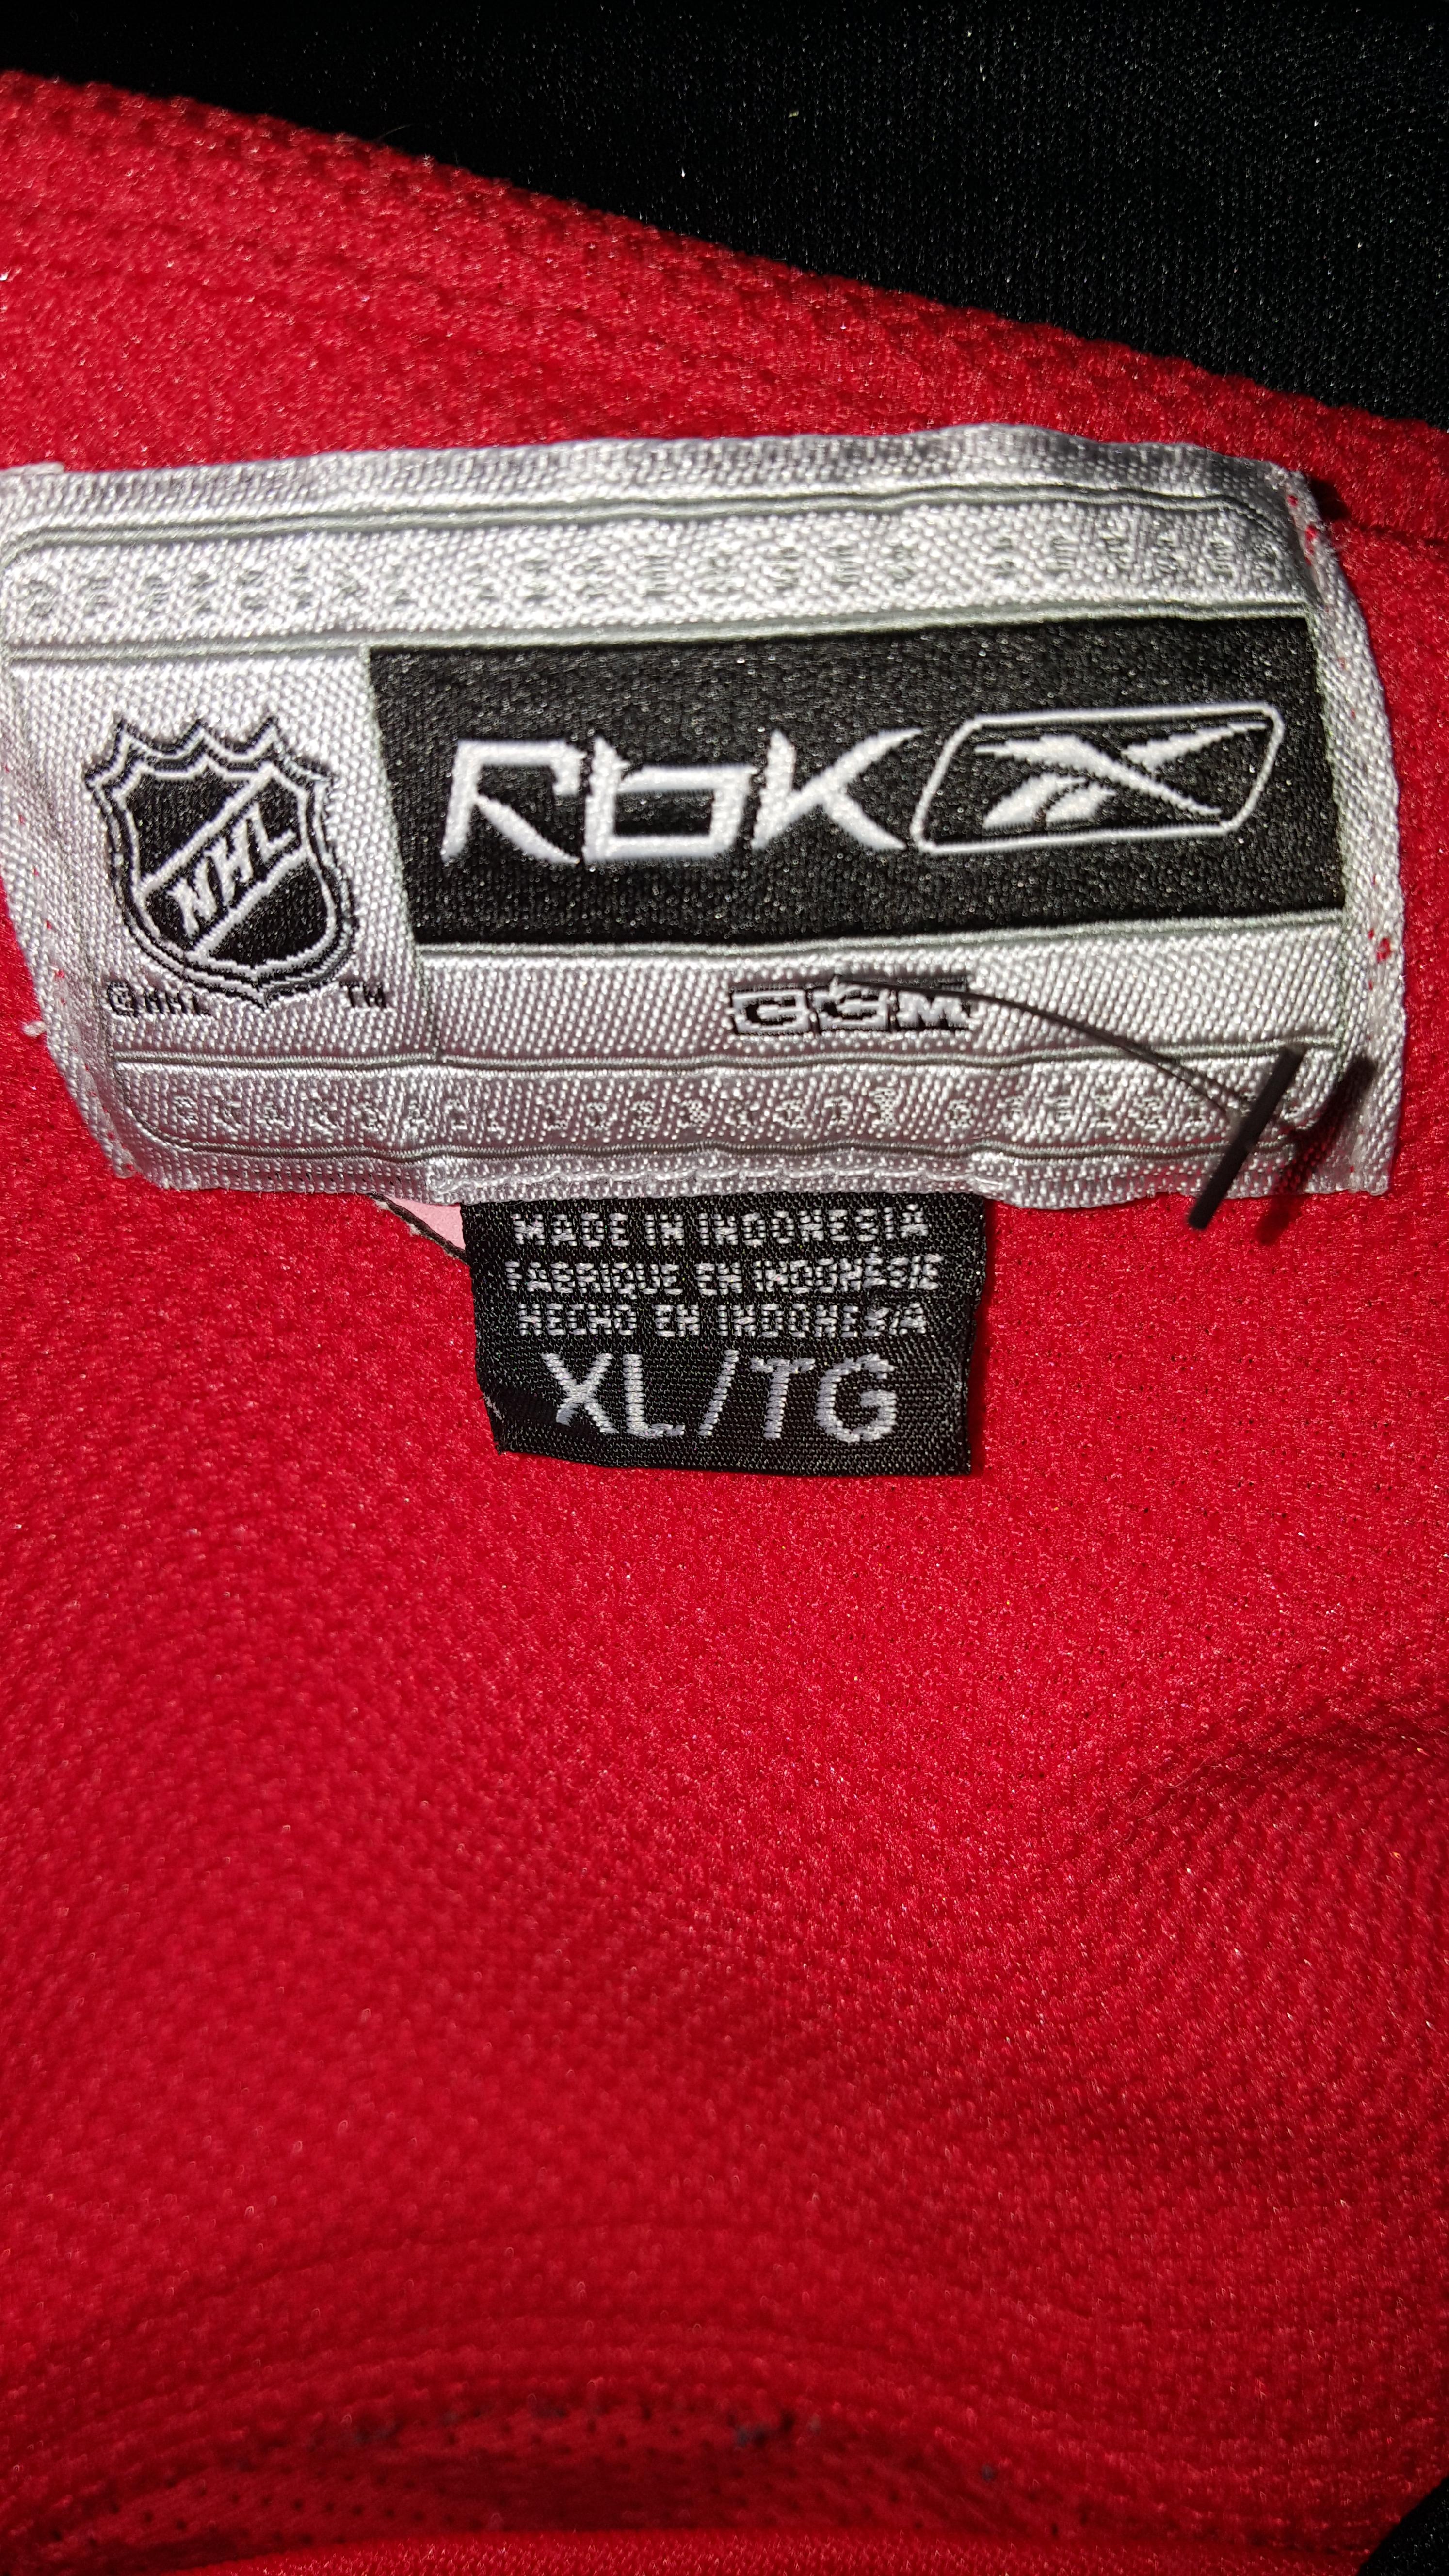 NHL
rbk
©NHL TM
CCM
MADE IN INDONESIA
FABRIQUE EN INDONÉSIE
HECHO EN INDONESIA
XL/TG